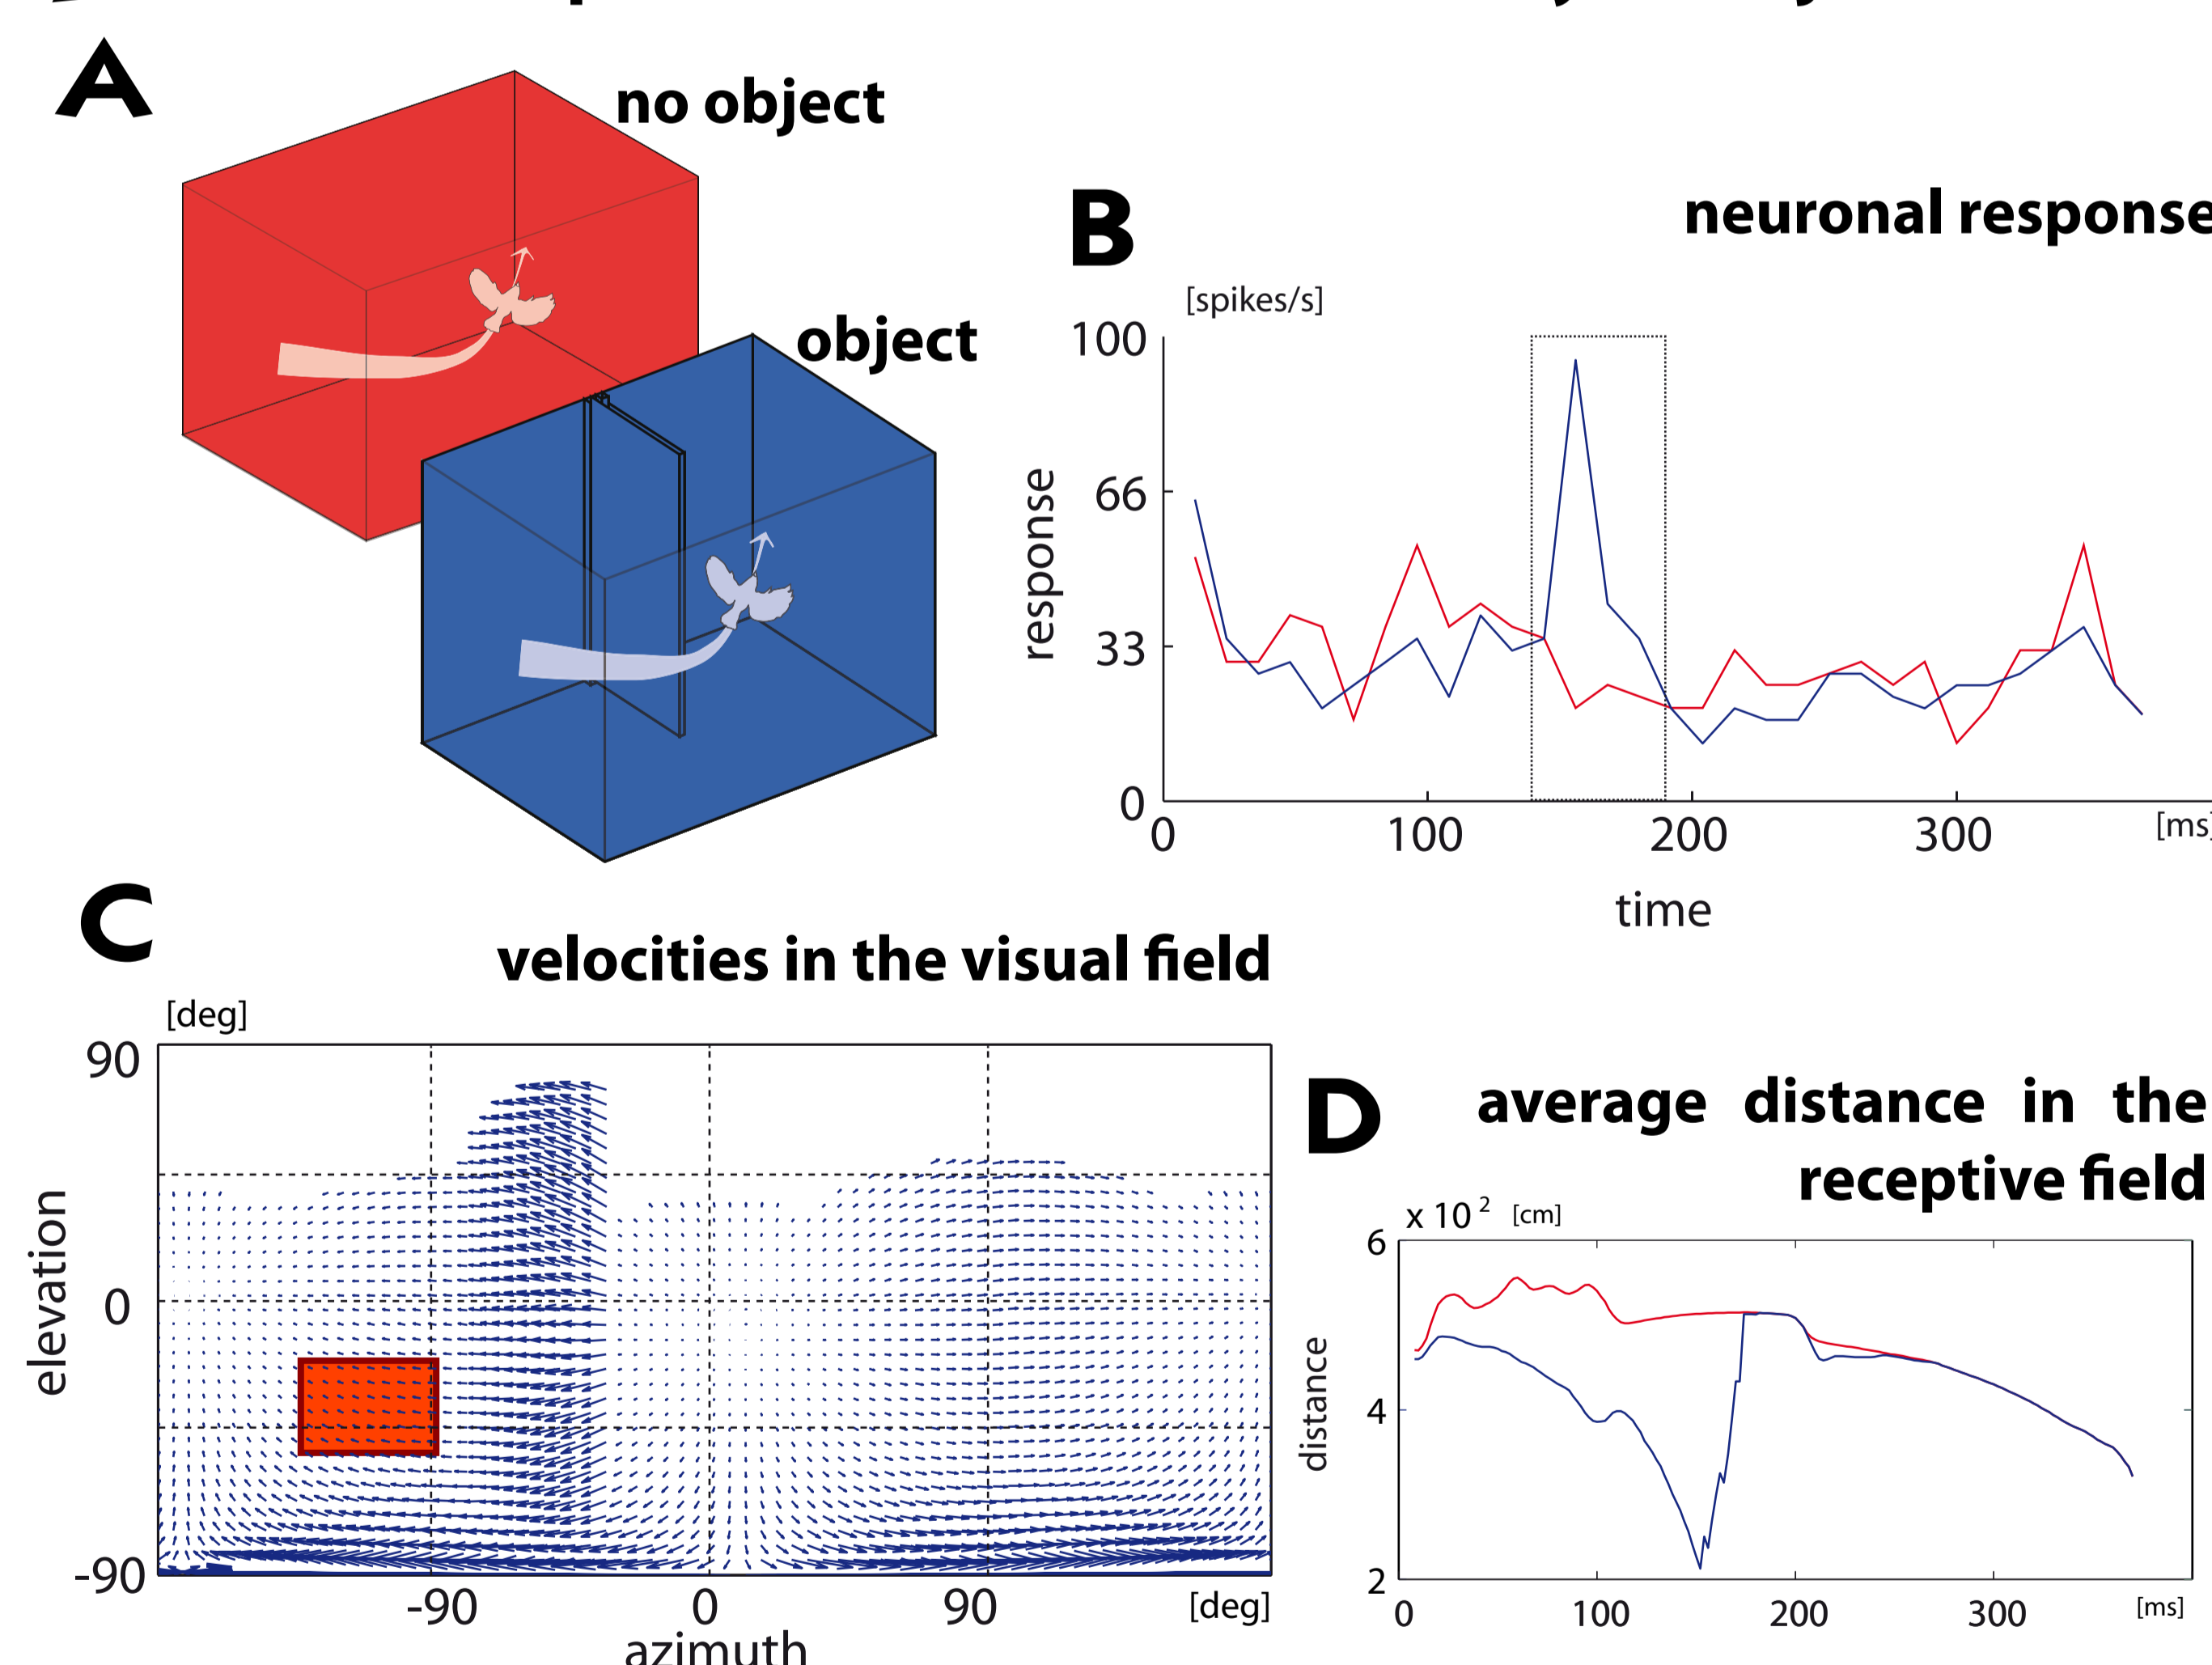 A
no object
object
B
neuronal response
[spikes/s]
100
66
33
0
response
0
100
200
300
[ms]
time
C
velocities in the visual field
[deg]
90
0
-90
elevation
-90
0
90
[deg]
azimuth
D
average distance in the
receptive field
x 10 2 [cm]
6
4
2
distance
0
100
200
300
[ms]